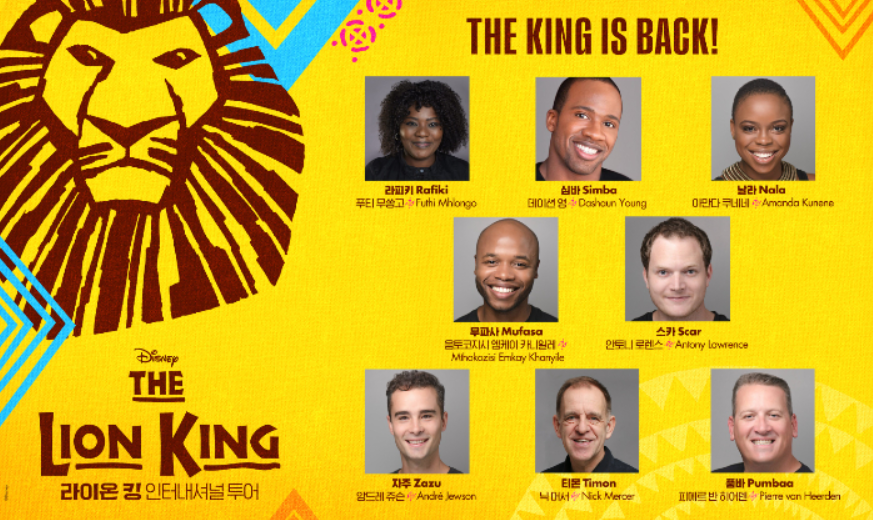 THE KING IS BACK!
라피키 Rafiki
푸티 무쏭고 Futhi Mhlongo
심바 Simba
데이션 영 Dashaun Young
날라 Nala
아만다 쿠네네 Amanda Kunene
무파사 Mufasa
음토코지시 엠케이 카니일레
Mthokozisi Emkay Khanyile
스카 Scar
안토니 로렌스 Antony Lawrence
자주 Zazu
앙드레 쥬슨 André Jewson
티몬 Timon
닉 머서 Nick Mercer
품바 Pumbaa
피에르 반 히어덴 Pierre van Heerden
Disney
THE
LION KING
라이온 킹 인터내셔널 투어